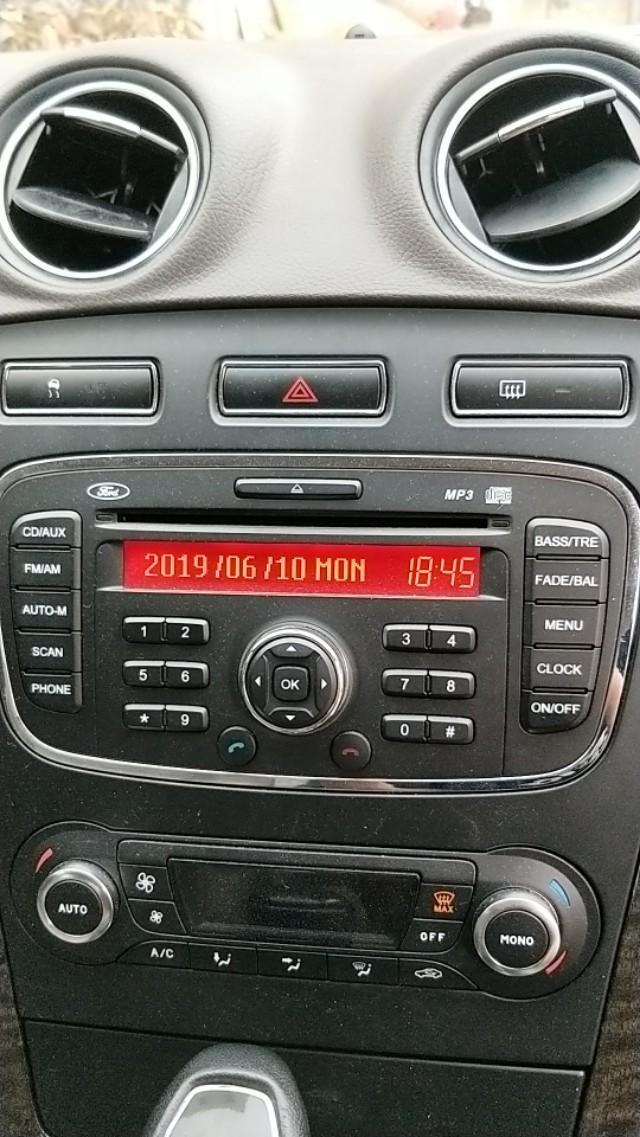 Ford
MP3
CD/AUX
FM/AM
AUTO-M
SCAN
PHONE
2019/06/10 MON 18:45
BASS/TRE
FADE/BAL
MENU
CLOCK
ON/OFF
1 2
3 4
5 6
7 8
* 9
0 #
OK
AUTO
MAX
OFF
MONO
A/C